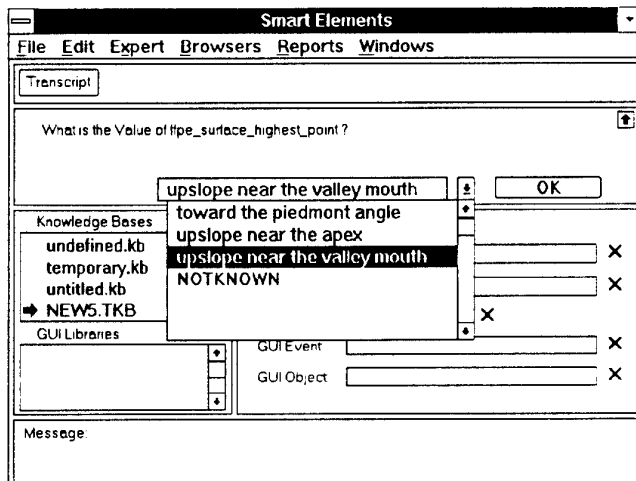 Smart Elements
File Edit Expert Browsers Reports Windows
Transcript
What is the Value of ffpe_surface_highest_point ?
upslope near the valley mouth
OK
toward the piedmont angle
upslope near the apex
upslope near the valley mouth
NOTKNOWN
Knowledge Bases
undefined.kb
temporary.kb
untitled.kb
NEW5.TKB
GUI Libraries
GUI Event
GUI Object
Message: